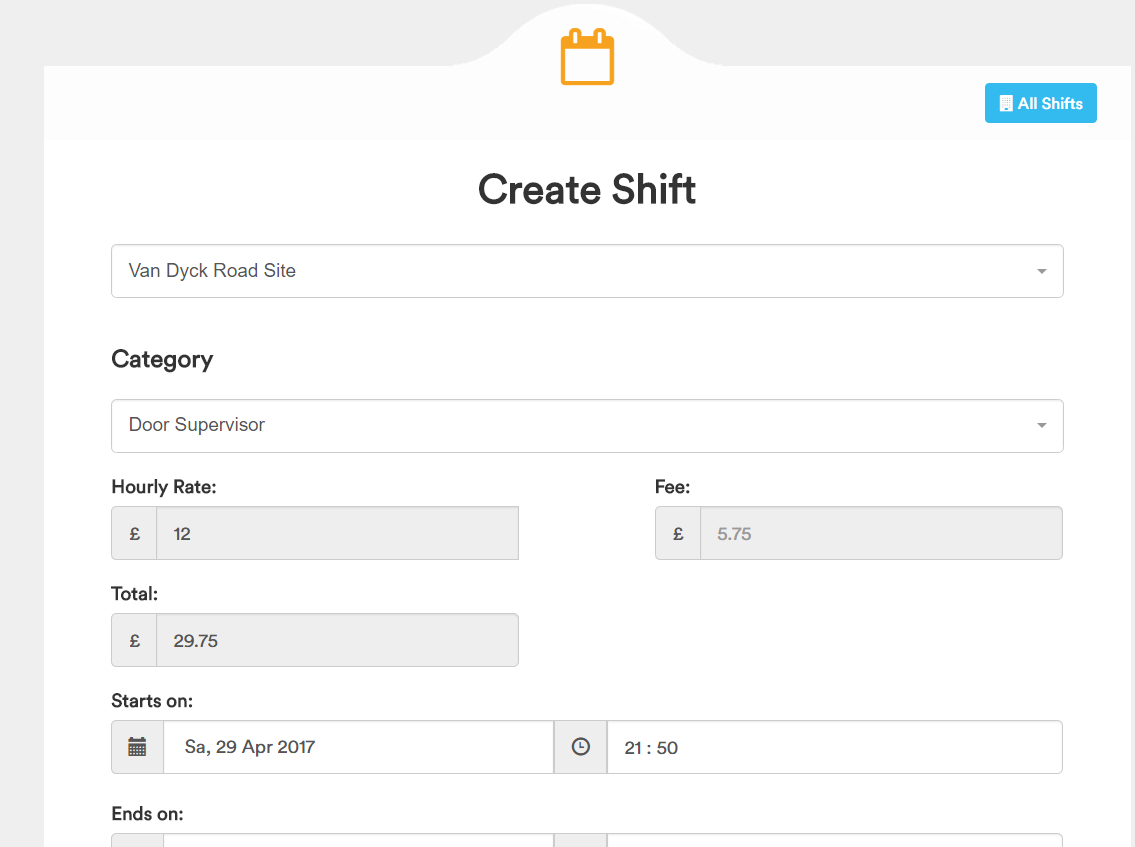 All Shifts
Create Shift
Van Dyck Road Site
Category
Door Supervisor
Hourly Rate: Fee:
£ 12 £ 5.75
Total:
£ 29.75
Starts on:
Sa, 29 Apr 2017 21 : 50
Ends on: